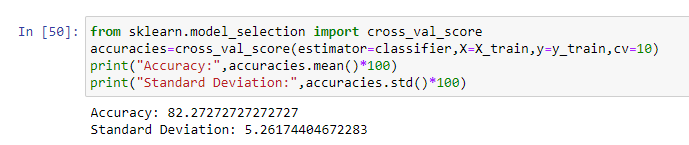 In [50]: from sklearn.model_selection import cross_val_score
accuracies=cross_val_score(estimator=classifier,X=X_train,y=y_train,cv=10)
print("Accuracy:",accuracies.mean()*100)
print("Standard Deviation:",accuracies.std()*100)
Accuracy: 82.27272727272727
Standard Deviation: 5.26174404672283